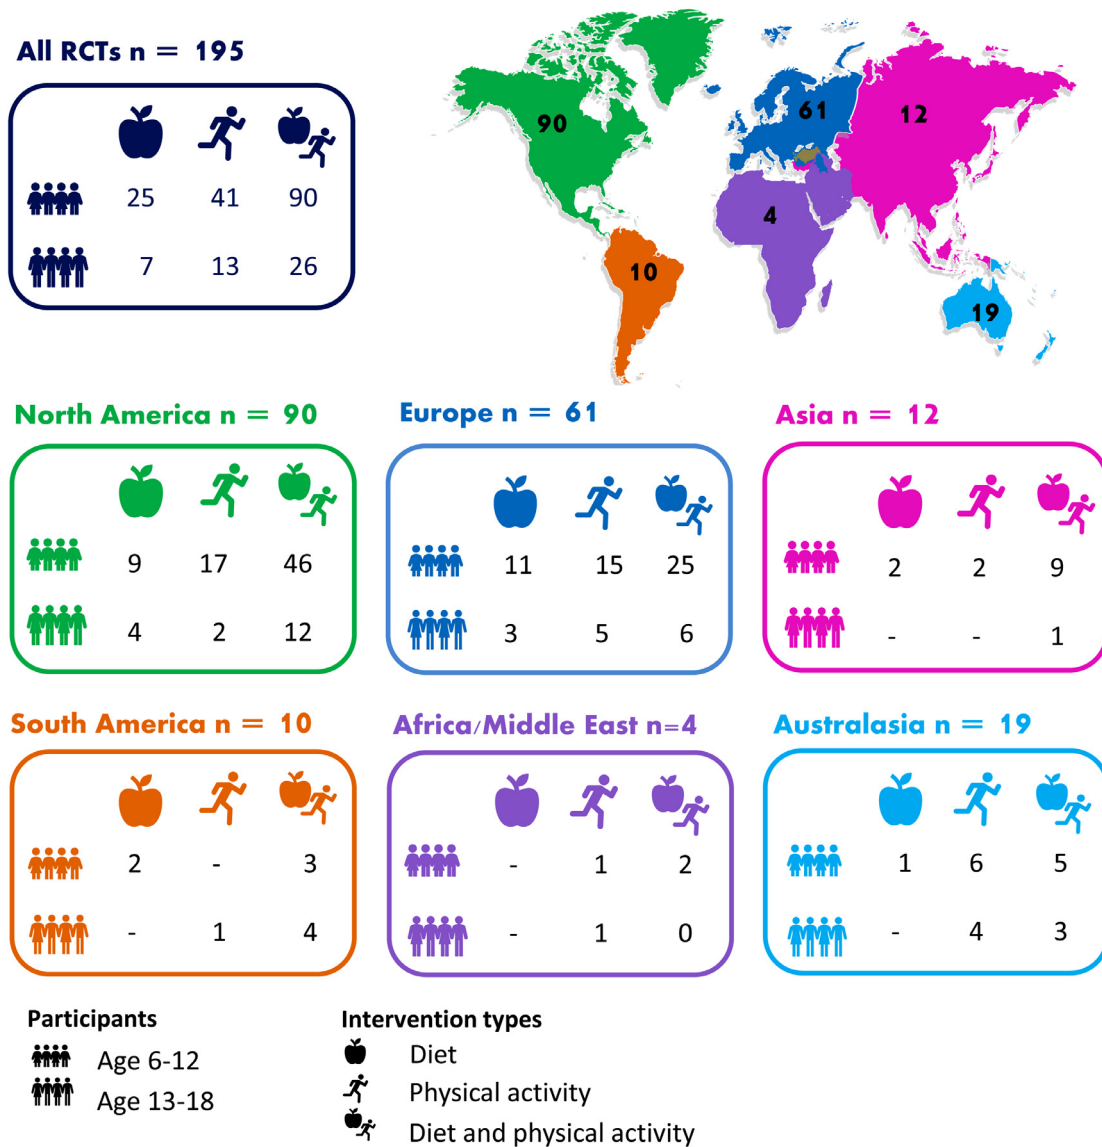 All RCTs n = 195
25 41 90
7 13 26
90
61
12
4
10
19
North America n = 90
9 17 46
4 2 12
Europe n = 61
11 15 25
3 5 6
Asia n = 12
2 2 9
- - 1
South America n = 10
2 - 3
- 1 4
Africa/Middle East n=4
- 1 2
- 1 0
Australasia n = 19
1 6 5
- 4 3
Participants
Age 6-12
Age 13-18
Intervention types
Diet
Physical activity
Diet and physical activity